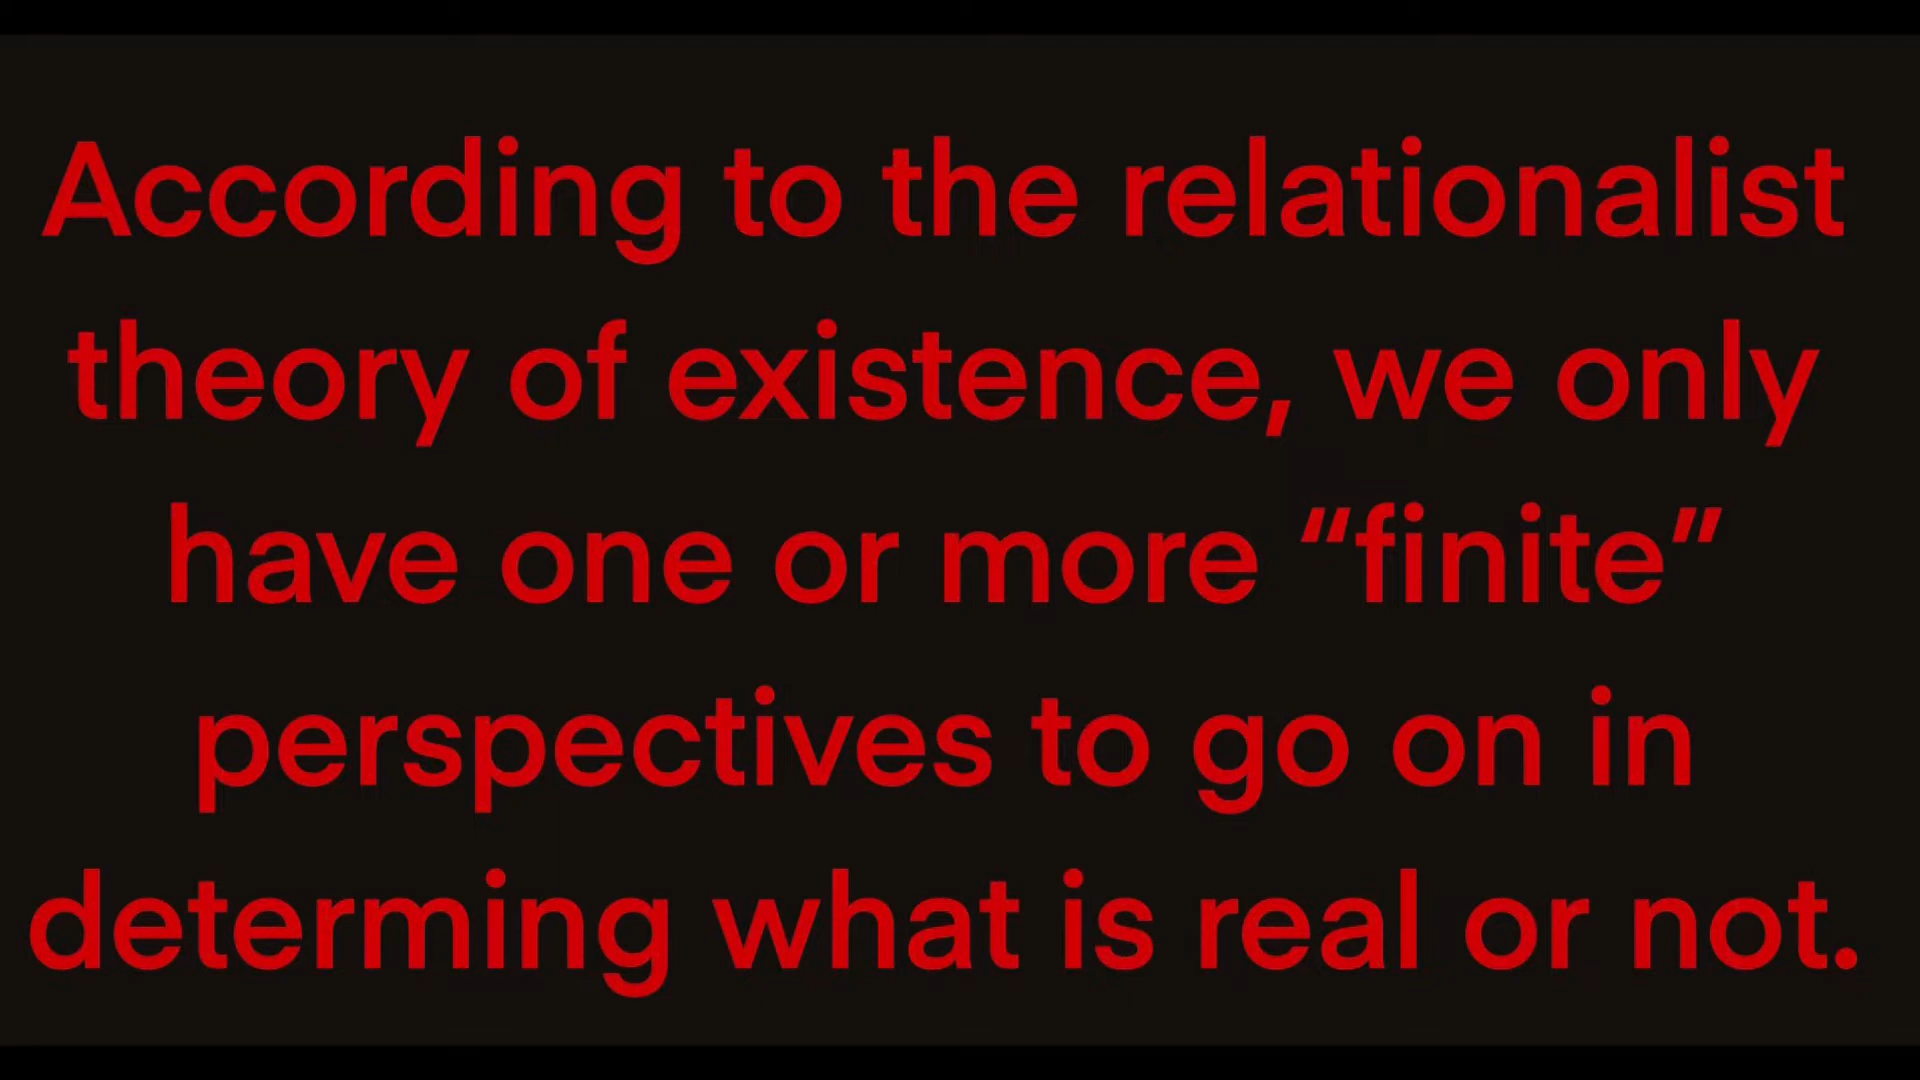 According to the relationalist
theory of existence, we only
have one or more “finite”
perspectives to go on in
determing what is real or not.